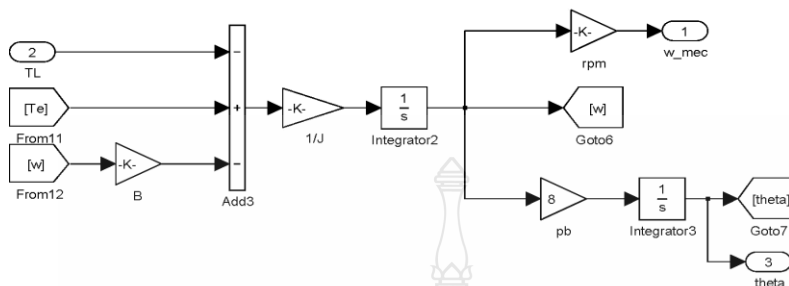 2
TL
−
[Te]
From11
+
[w]
From12
-K-
B
−
Add3
-K-
1/J
1
s
Integrator2
-K-
rpm
1
w_mec
[w]
Goto6
8
pb
1
s
Integrator3
[theta]
Goto7
3
theta